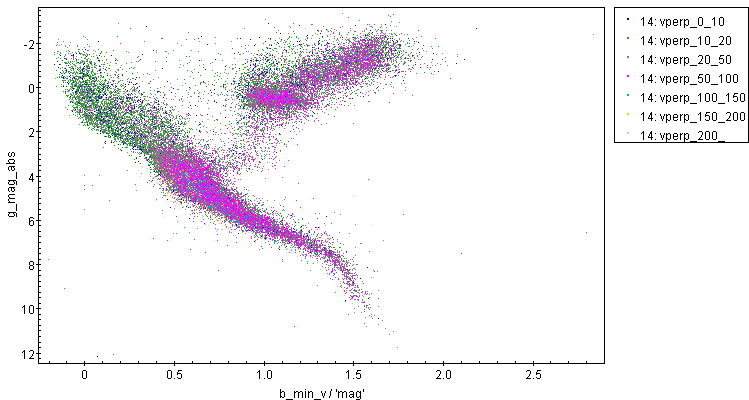 14: vperp_0_10
14: vperp_10_20
14: vperp_20_50
14: vperp_50_100
14: vperp_100_150
14: vperp_150_200
14: vperp_200_
-2
0
2
4
6
8
10
12
g_mag_abs
0 0.5 1.0 1.5 2.0 2.5
b_min_v / 'mag'